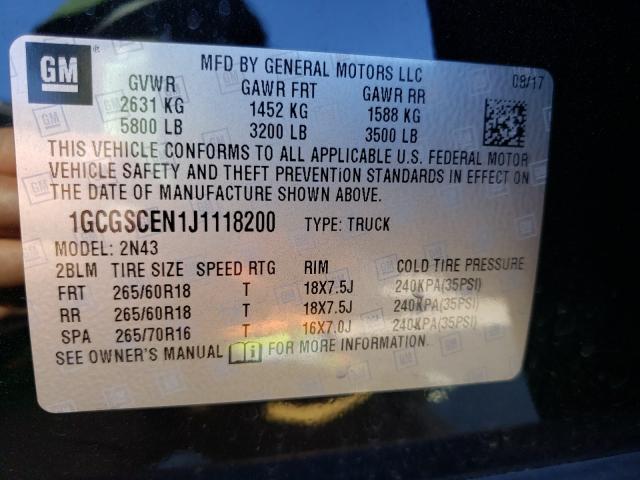 GM
®
MFD BY GENERAL MOTORS LLC
08/17
GVWR GAWR FRT GAWR RR
2631 KG 1452 KG 1588 KG
5800 LB 3200 LB 3500 LB
THIS VEHICLE CONFORMS TO ALL APPLICABLE U.S. FEDERAL MOTOR
VEHICLE SAFETY AND THEFT PREVENTION STANDARDS IN EFFECT ON
THE DATE OF MANUFACTURE SHOWN ABOVE.
1GCGSCEN1J1118200 TYPE: TRUCK
MODEL: 2N43
2BLM TIRE SIZE SPEED RTG RIM COLD TIRE PRESSURE
FRT 265/60R18 T 18X7.5J 240KPA(35PSI)
RR 265/60R18 T 18X7.5J 240KPA(35PSI)
SPA 265/70R16 T 16X7.0J 240KPA(35PSI)
SEE OWNER'S MANUAL FOR MORE INFORMATION.